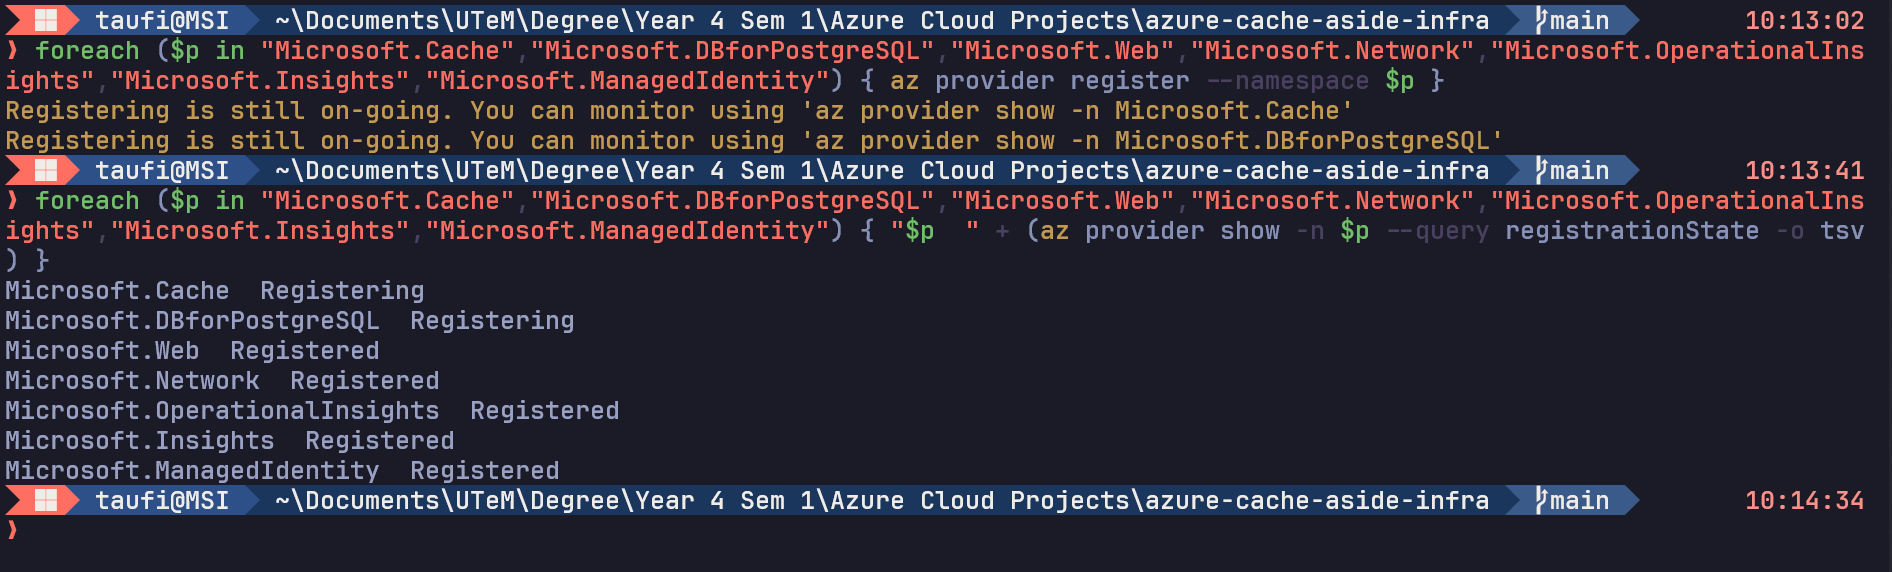 taufi@MSI ~\Documents\UTeM\Degree\Year 4 Sem 1\Azure Cloud Projects\azure-cache-aside-infra main 10:13:02
❯ foreach ($p in "Microsoft.Cache","Microsoft.DBforPostgreSQL","Microsoft.Web","Microsoft.Network","Microsoft.OperationalIns
ights","Microsoft.Insights","Microsoft.ManagedIdentity") { az provider register --namespace $p }
Registering is still on-going. You can monitor using 'az provider show -n Microsoft.Cache'
Registering is still on-going. You can monitor using 'az provider show -n Microsoft.DBforPostgreSQL'
taufi@MSI ~\Documents\UTeM\Degree\Year 4 Sem 1\Azure Cloud Projects\azure-cache-aside-infra main 10:13:41
❯ foreach ($p in "Microsoft.Cache","Microsoft.DBforPostgreSQL","Microsoft.Web","Microsoft.Network","Microsoft.OperationalIns
ights","Microsoft.Insights","Microsoft.ManagedIdentity") { "$p  " + (az provider show -n $p --query registrationState -o tsv
) }
Microsoft.Cache  Registering
Microsoft.DBforPostgreSQL  Registering
Microsoft.Web  Registered
Microsoft.Network  Registered
Microsoft.OperationalInsights  Registered
Microsoft.Insights  Registered
Microsoft.ManagedIdentity  Registered
taufi@MSI ~\Documents\UTeM\Degree\Year 4 Sem 1\Azure Cloud Projects\azure-cache-aside-infra main 10:14:34
❯